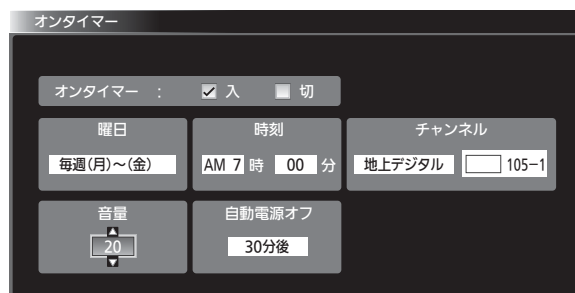 オンタイマー
オンタイマー : 入 切
曜日 時刻 チャンネル
毎週(月)~(金) AM 7 時 00 分 地上デジタル 105-1
音量 自動電源オフ
20 30分後